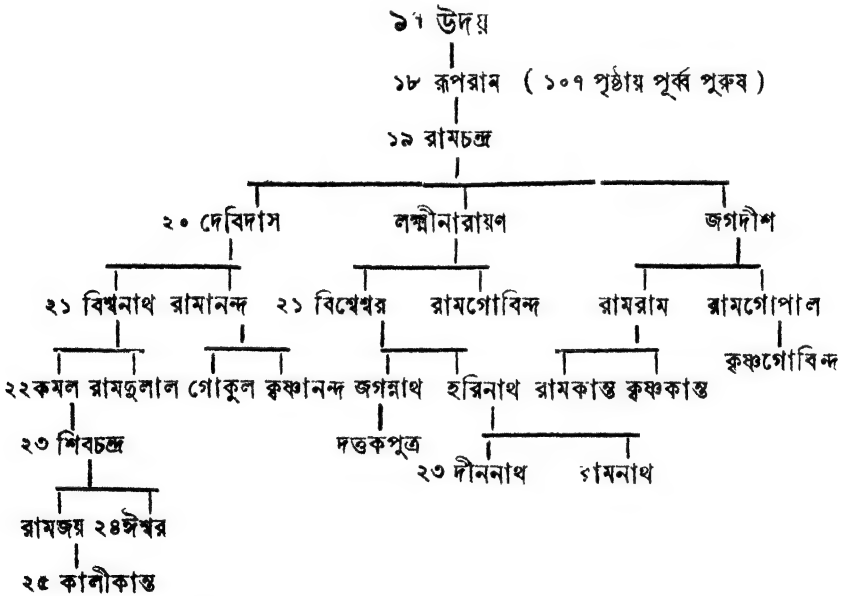 ১৭ উদয়
১৮ রূপরাম ( ১০৭ পৃষ্ঠায় পূর্ব্ব পুরুষ )
১৯ রামচন্দ্র
২০ দেবিদাস লক্ষ্মীনারায়ণ জগদীশ
২১ বিশ্বনাথ রামানন্দ ২১ বিশ্বেশ্বর রামগোবিন্দ রামরাম রামগোপাল
কৃষ্ণগোবিন্দ
২২কমল রামদুলাল গোকুল কৃষ্ণানন্দ জগন্নাথ হরিনাথ রামকান্ত কৃষ্ণকান্ত
২৩ শিবচন্দ্র দত্তকপুত্র
২৩ দীননাথ রামনাথ
রামজয় ২৪ঈশ্বর
২৫ কালীকান্ত